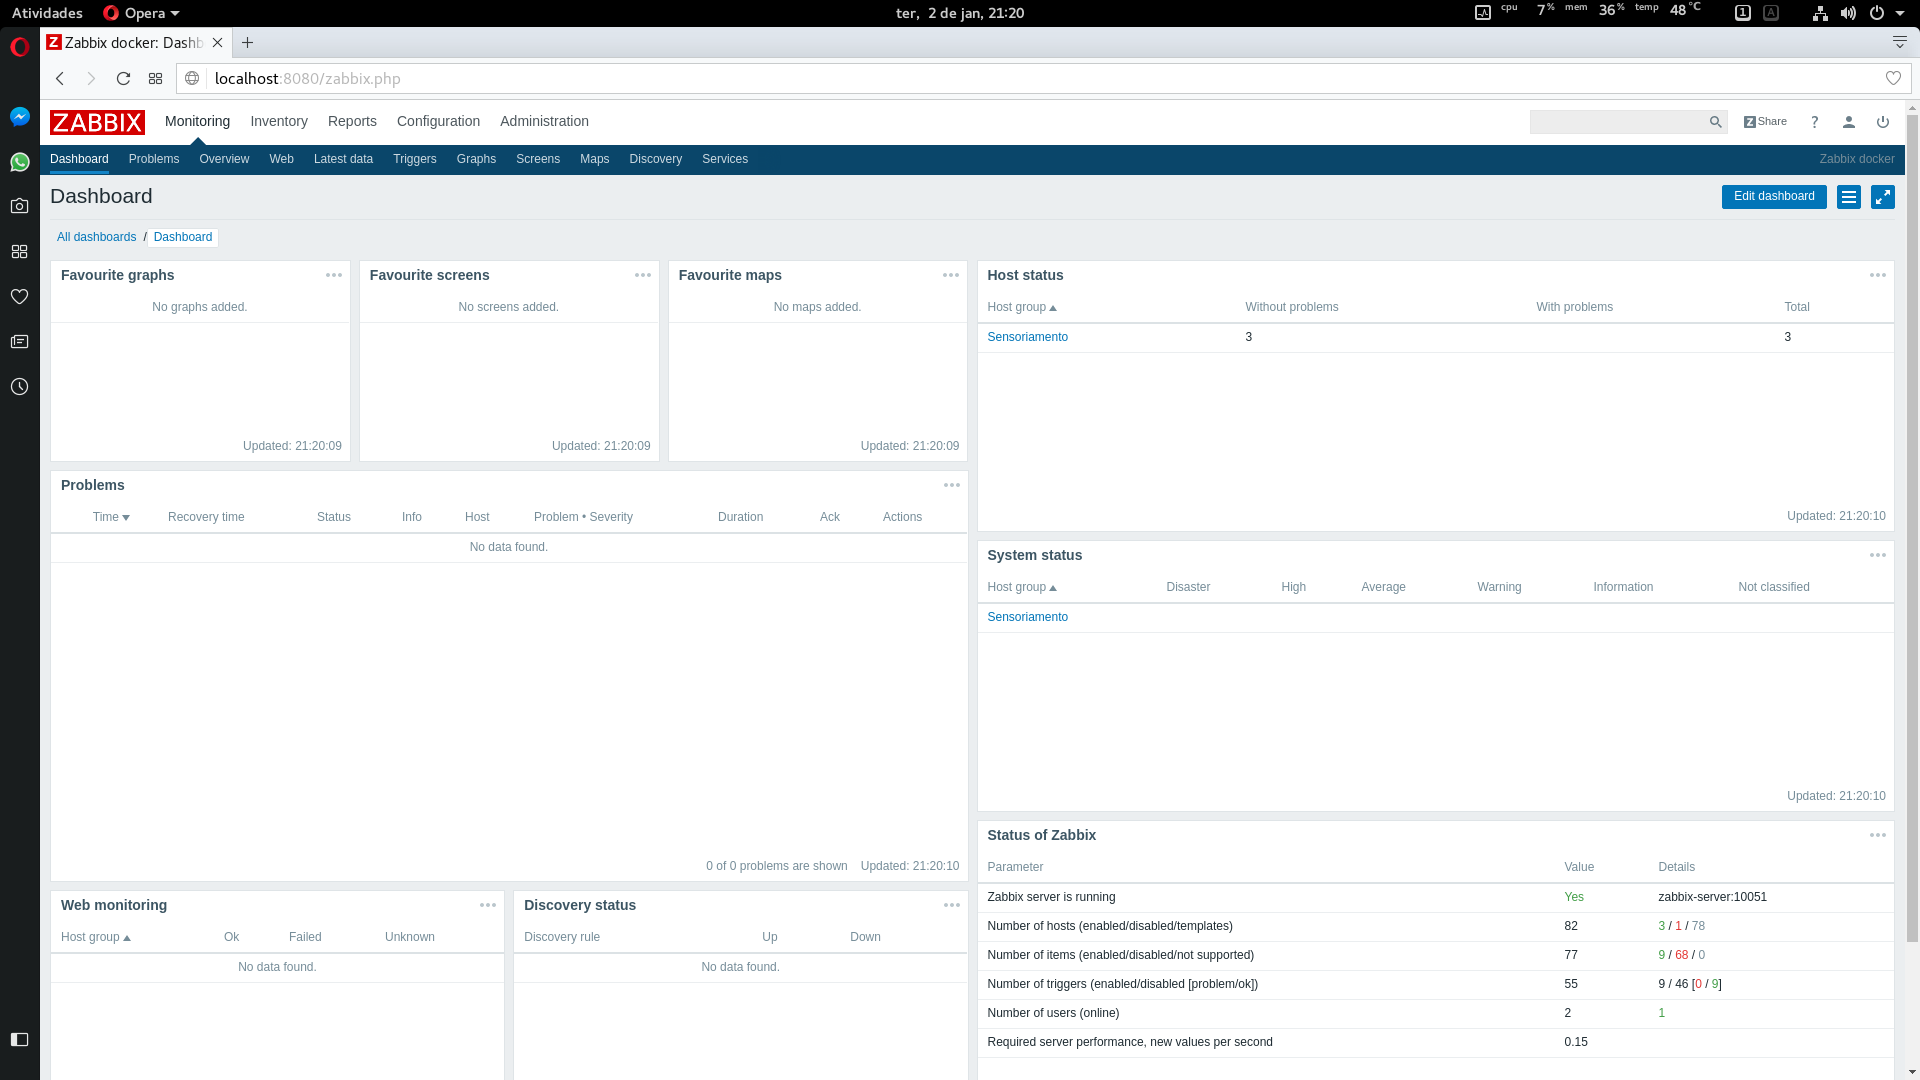 Atividades Opera ter, 2 de jan, 21:20 cpu 7% mem 36% temp 48°C 1 A
Zabbix docker: Dashb
localhost:8080/zabbix.php
ZABBIX Monitoring Inventory Reports Configuration Administration Z Share ?
Dashboard Problems Overview Web Latest data Triggers Graphs Screens Maps Discovery Services Zabbix docker
Dashboard Edit dashboard
All dashboards / Dashboard
Favourite graphs
No graphs added.
Updated: 21:20:09
Favourite screens
No screens added.
Updated: 21:20:09
Favourite maps
No maps added.
Updated: 21:20:09
Host status
Host group Without problems With problems Total
Sensoriamento 3 3
Updated: 21:20:10
Problems
Time Recovery time Status Info Host Problem • Severity Duration Ack Actions
No data found.
0 of 0 problems are shown Updated: 21:20:10
System status
Host group Disaster High Average Warning Information Not classified
Sensoriamento
Updated: 21:20:10
Web monitoring
Host group Ok Failed Unknown
No data found.
Discovery status
Discovery rule Up Down
No data found.
Status of Zabbix
Parameter Value Details
Zabbix server is running Yes zabbix-server:10051
Number of hosts (enabled/disabled/templates) 82 3 / 1 / 78
Number of items (enabled/disabled/not supported) 77 9 / 68 / 0
Number of triggers (enabled/disabled [problem/ok]) 55 9 / 46 [0 / 9]
Number of users (online) 2 1
Required server performance, new values per second 0.15